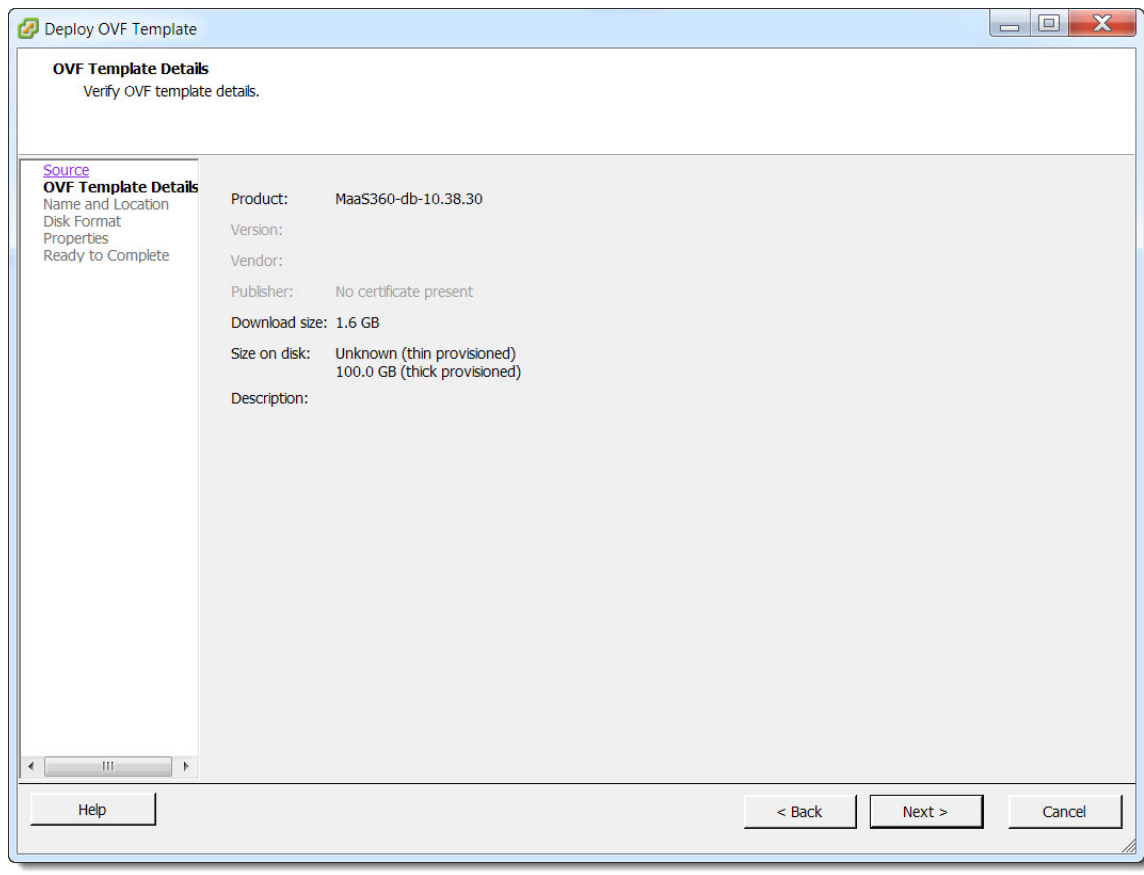 Deploy OVF Template
OVF Template Details
Verify OVF template details.
Source
OVF Template Details
Name and Location
Disk Format
Properties
Ready to Complete
Product: MaaS360-db-10.38.30
Version:
Vendor:
Publisher: No certificate present
Download size: 1.6 GB
Size on disk: Unknown (thin provisioned)
100.0 GB (thick provisioned)
Description:
Help
< Back
Next >
Cancel